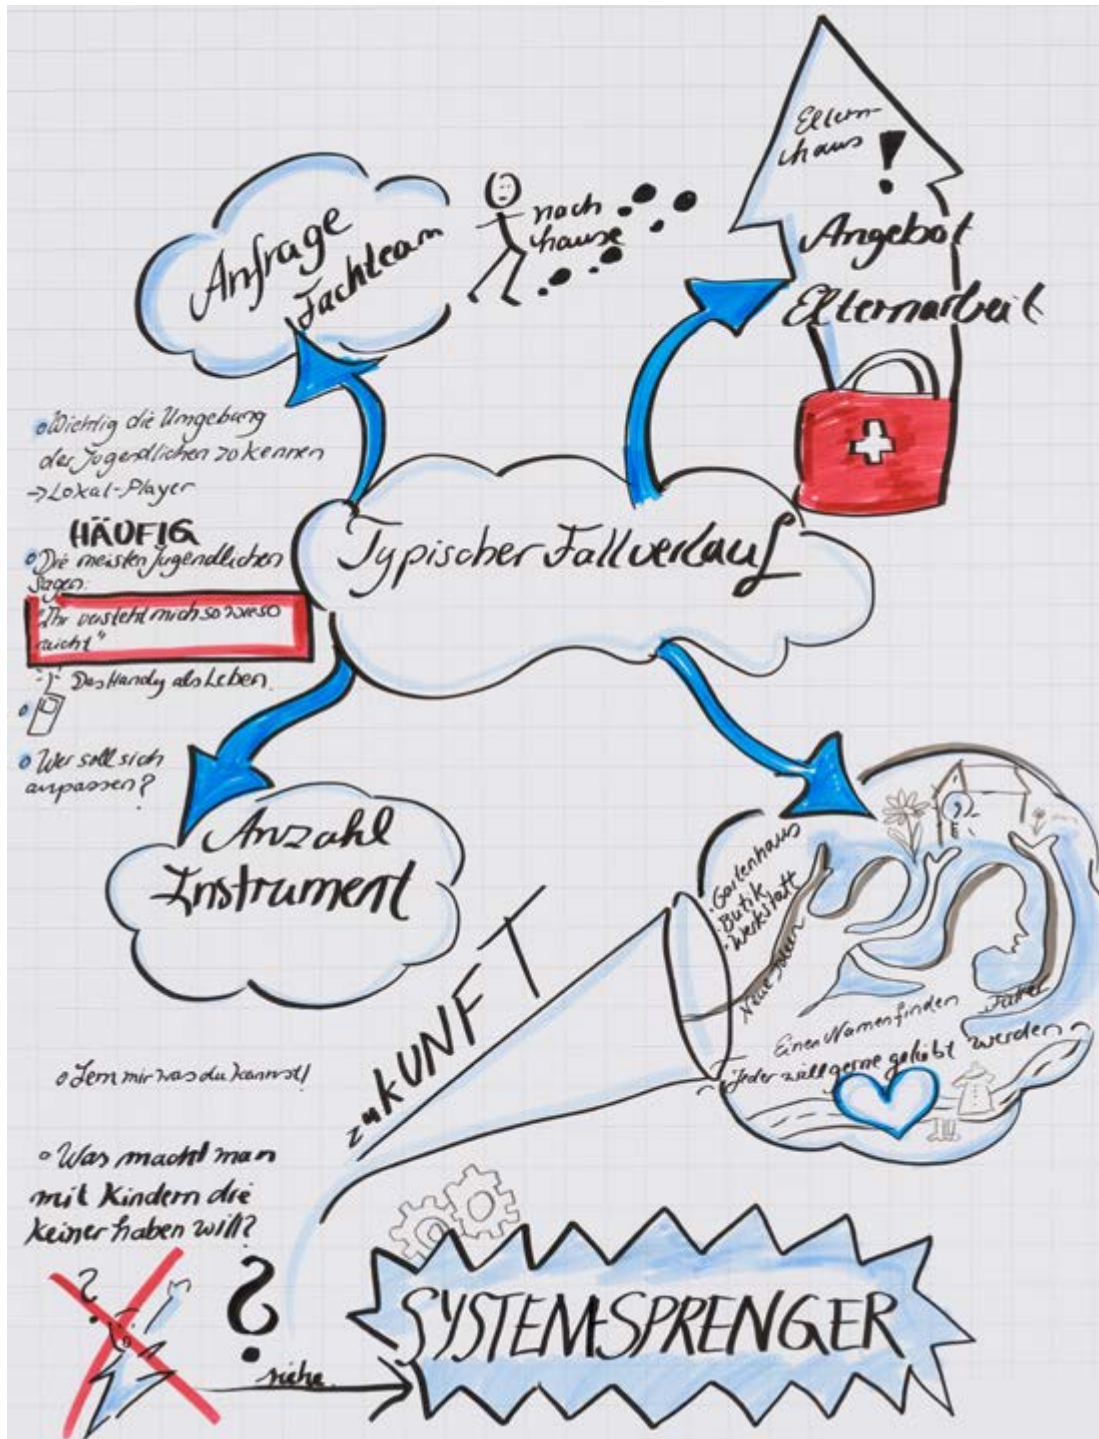 Eltern-
haus !
Anfrage
Fachteam
nach
hause
Angebot
Elternarbeit
Wichtig die Umgebung
der Jugendlichen zu kennen
-> Lokal-Player
HÄUFIG
Die meisten Jugendlichen
sagen:
"Ihr versteht mich sowieso
nicht"
Das Handy als Leben
Wer soll sich
anpassen?
Typischer Fallverlauf
Anzahl
Instrument
Gartenhaus
Butik
Werkstatt
Neue Ideen
Einen Namen finden
Jeder will gerne geliebt werden
ZuKUNFT
Lern mir was du kannst!
Was macht man
mit Kindern die
keiner haben will?
?
?
siehe
SYSTEM-SPRENGER